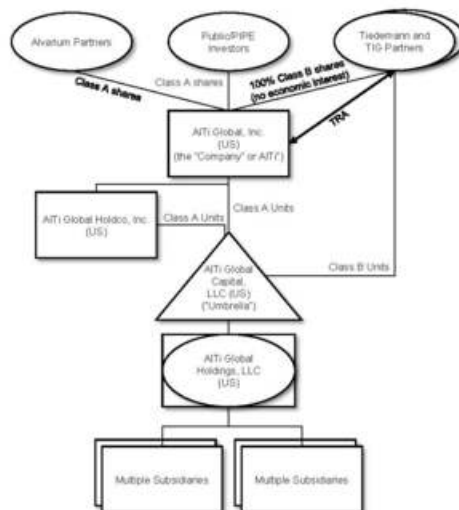 Alvarium Partners
Public/PIPE
Investors
Tiedemann and
TIG Partners
Class A shares
Class A shares
100% Class B shares
(no economic interest)
TRA
AlTi Global, Inc.
(US)
(the "Company" or AlTi")
AlTi Global Holdco, Inc.
(US)
Class A Units
Class A Units
AlTi Global
Capital,
LLC (US)
("Umbrella")
Class B Units
AlTi Global
Holdings, LLC
(US)
Multiple Subsidiaries
Multiple Subsidiaries